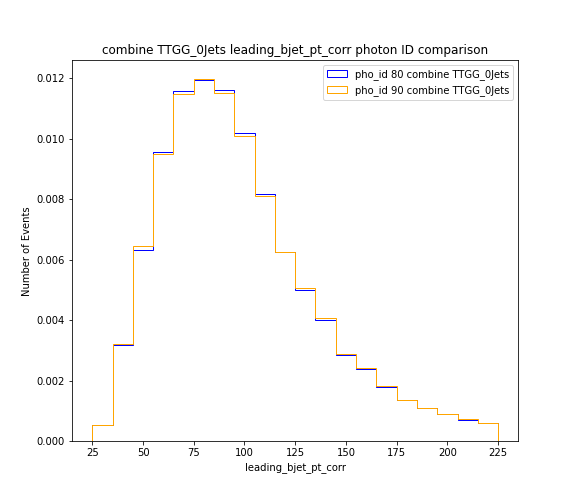 combine TTGG_0Jets leading_bjet_pt_corr photon ID comparison
pho_id 80 combine TTGG_0Jets
pho_id 90 combine TTGG_0Jets
Number of Events
0.012
0.010
0.008
0.006
0.004
0.002
0.000
25 50 75 100 125 150 175 200 225
leading_bjet_pt_corr